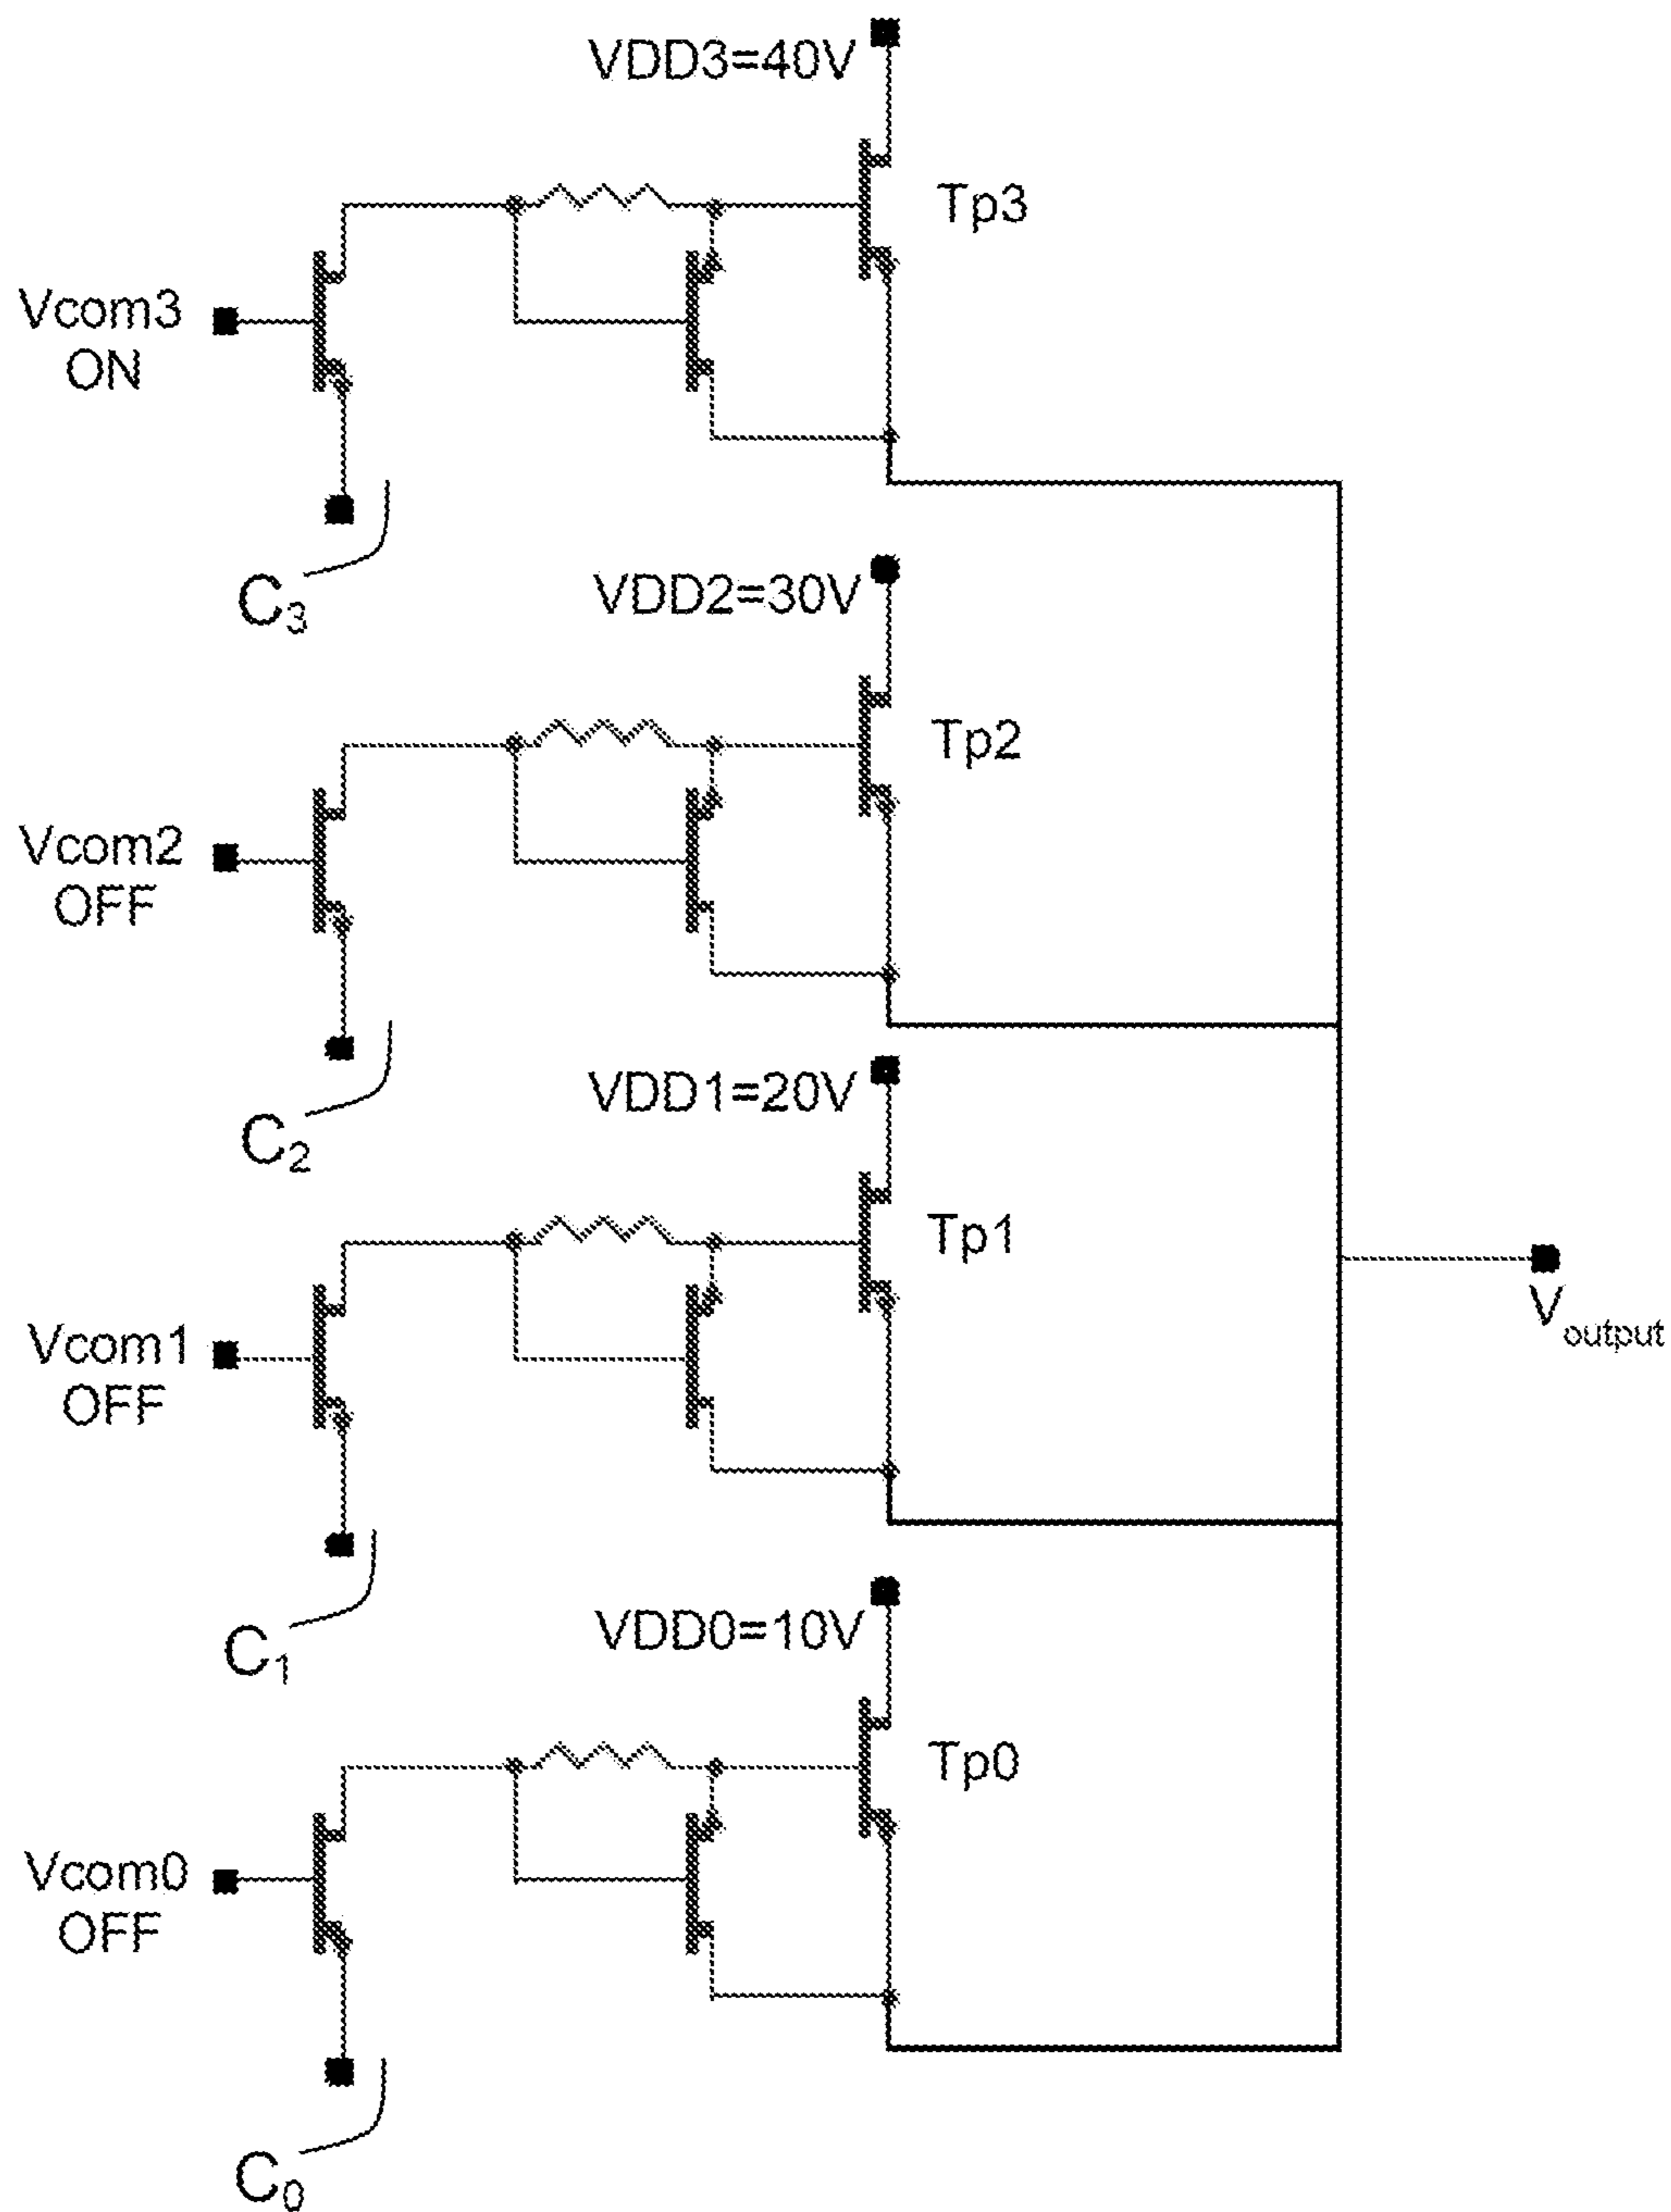 VDD3=40V
Tp3
Vcom3
ON
C3
VDD2=30V
Tp2
Vcom2
OFF
C2
VDD1=20V
Tp1
Vcom1
OFF
Voutput
C1
VDD0=10V
Tp0
Vcom0
OFF
C0